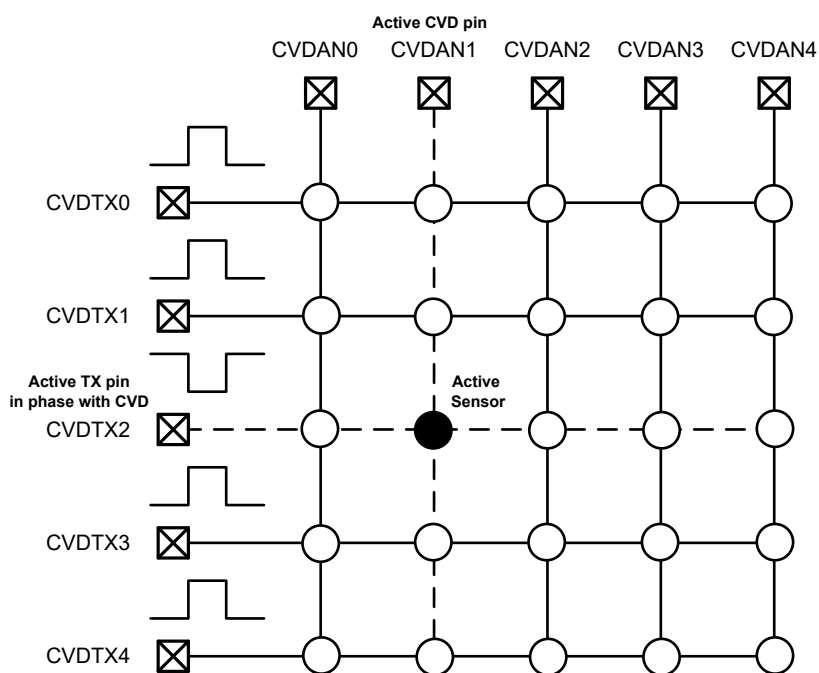 Active CVD pin
CVDAN0 CVDAN1 CVDAN2 CVDAN3 CVDAN4
CVDTX0
CVDTX1
Active TX pin
in phase with CVD
Active
Sensor
CVDTX2
CVDTX3
CVDTX4